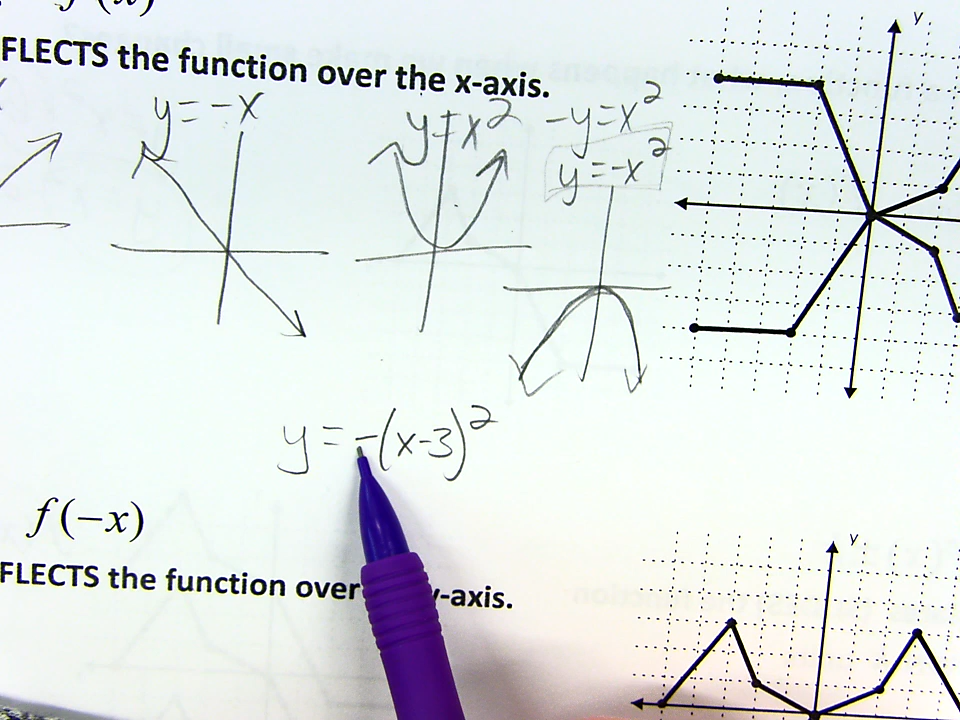 FLECTS the function over the x-axis.
y = -x
y = x²
-y = x²
y = -x²
y
y = -(x-3)²
f(-x)
FLECTS the function over y-axis.
y